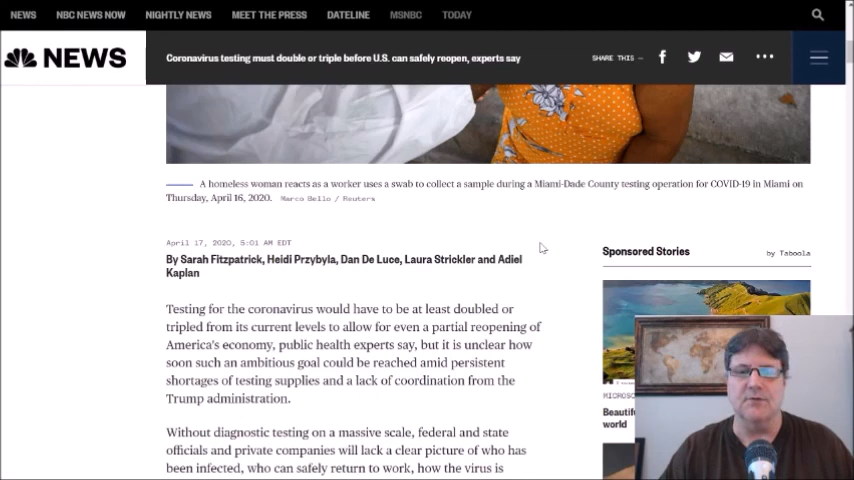 NEWS NBC NEWS NOW NIGHTLY NEWS MEET THE PRESS DATELINE MSNBC TODAY
NEWS Coronavirus testing must double or triple before U.S. can safely reopen, experts say SHARE THIS —
A homeless woman reacts as a worker uses a swab to collect a sample during a Miami-Dade County testing operation for COVID-19 in Miami on
Thursday, April 16, 2020. Marco Bello / Reuters
April 17, 2020, 5:01 AM EDT
By Sarah Fitzpatrick, Heidi Przybyla, Dan De Luce, Laura Strickler and Adiel
Kaplan
Testing for the coronavirus would have to be at least doubled or
tripled from its current levels to allow for even a partial reopening of
America's economy, public health experts say, but it is unclear how
soon such an ambitious goal could be reached amid persistent
shortages of testing supplies and a lack of coordination from the
Trump administration.
Without diagnostic testing on a massive scale, federal and state
officials and private companies will lack a clear picture of who has
been infected, who can safely return to work, how the virus is
Sponsored Stories by Taboola
MICROSO
Beautif
world